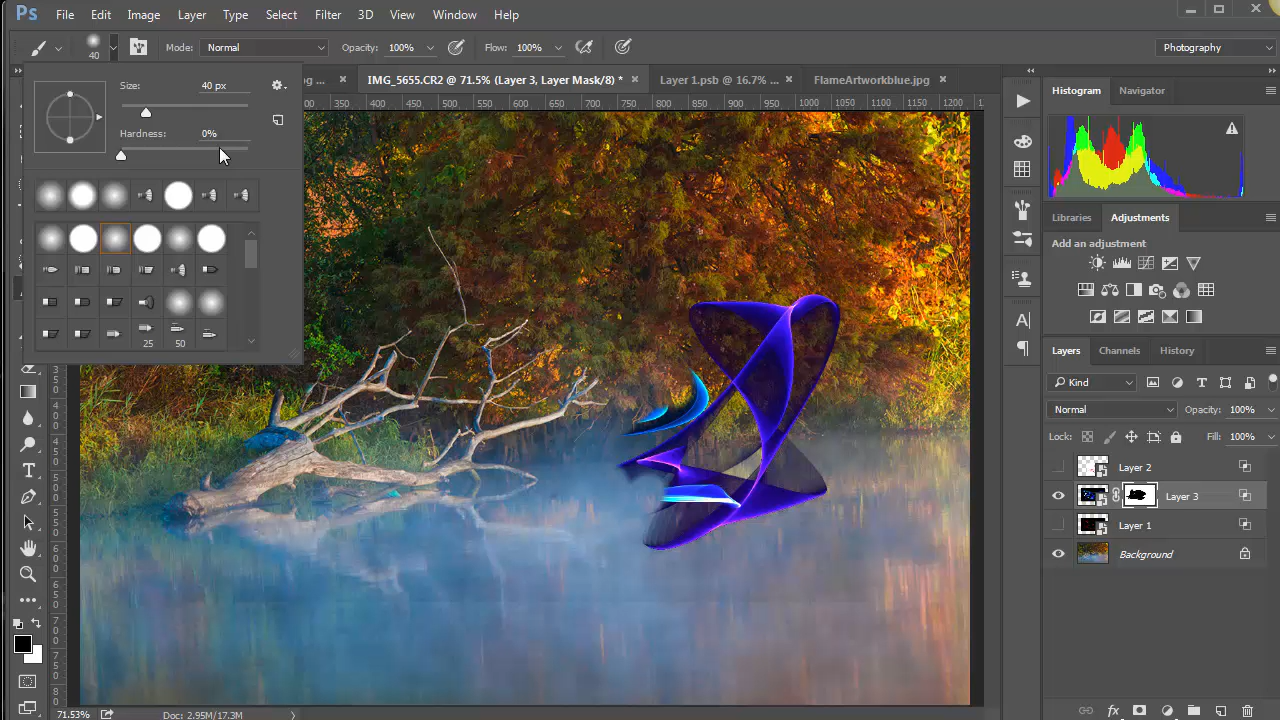 Ps File Edit Image Layer Type Select Filter 3D View Window Help
40 Mode: Normal Opacity: 100% Flow: 100% Photography
ng ... IMG_5655.CR2 @ 71.5% (Layer 3, Layer Mask/8) * Layer 1.psb @ 16.7% ... FlameArtworkblue.jpg
300 350 400 450 500 550 600 650 700 750 800 850 900 950 1000 1050 1100 1150 1200
Size: 40 px
Hardness: 0%
25 50
Histogram Navigator
Libraries Adjustments
Add an adjustment
Layers Channels History
Kind
Normal Opacity: 100%
Lock: Fill: 100%
Layer 2
Layer 3
Layer 1
Background
71.53% Doc: 2.95M/17.3M